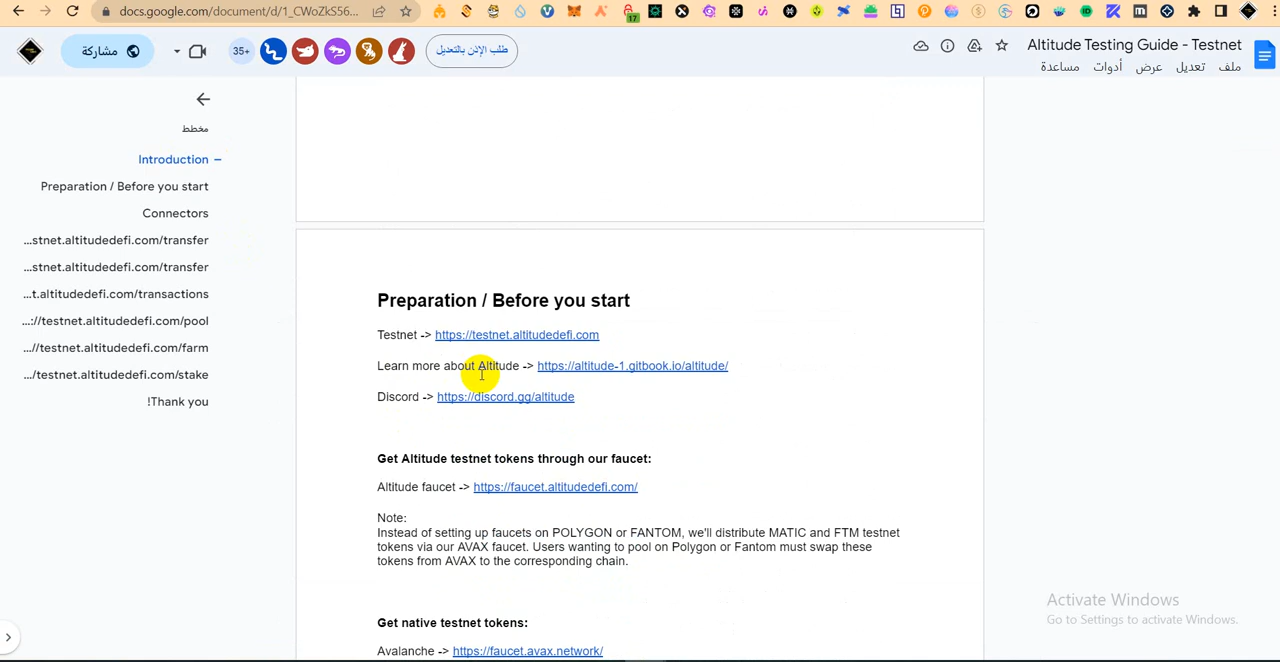 docs.google.com/document/d/1_CWoZkS56...
17
Altitude Testing Guide - Testnet
ملف تعديل عرض أدوات مساعدة
طلب الإذن بالتعديل
35+
مشاركة
مخطط
Introduction
Preparation / Before you start
Connectors
...stnet.altitudedefi.com/transfer
...stnet.altitudedefi.com/transfer
...t.altitudedefi.com/transactions
...://testnet.altitudedefi.com/pool
...//testnet.altitudedefi.com/farm
.../testnet.altitudedefi.com/stake
!Thank you
Preparation / Before you start
Testnet -> https://testnet.altitudedefi.com
Learn more about Altitude -> https://altitude-1.gitbook.io/altitude/
Discord -> https://discord.gg/altitude
Get Altitude testnet tokens through our faucet:
Altitude faucet -> https://faucet.altitudedefi.com/
Note:
Instead of setting up faucets on POLYGON or FANTOM, we'll distribute MATIC and FTM testnet
tokens via our AVAX faucet. Users wanting to pool on Polygon or Fantom must swap these
tokens from AVAX to the corresponding chain.
Get native testnet tokens:
Avalanche -> https://faucet.avax.network/
Activate Windows
Go to Settings to activate Windows.